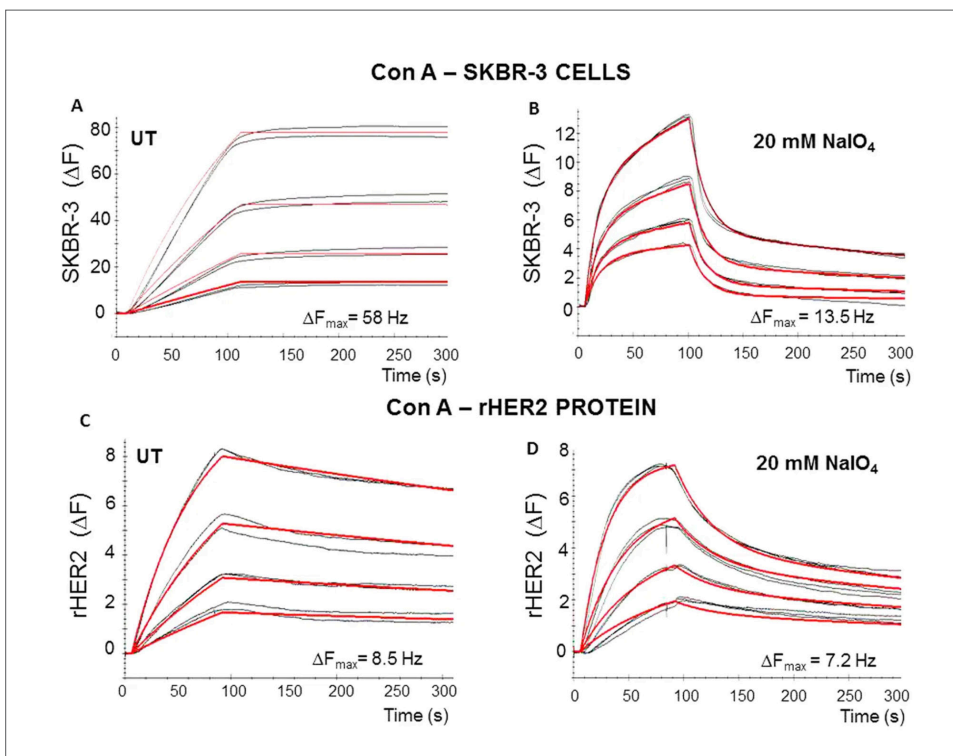 Con A – SKBR-3 CELLS
A
UT
SKBR-3 (ΔF)
80
60
40
20
0
0 50 100 150 200 250 300
Time (s)
ΔFmax = 58 Hz
B
20 mM NaIO4
SKBR-3 (ΔF)
12
10
8
6
4
2
0
0 50 100 150 200 250 300
Time (s)
ΔFmax = 13.5 Hz
Con A – rHER2 PROTEIN
C
UT
rHER2 (ΔF)
8
6
4
2
0
0 50 100 150 200 250 300
Time (s)
ΔFmax = 8.5 Hz
D
20 mM NaIO4
rHER2 (ΔF)
8
6
4
2
0
0 50 100 150 200 250 300
Time (s)
ΔFmax = 7.2 Hz